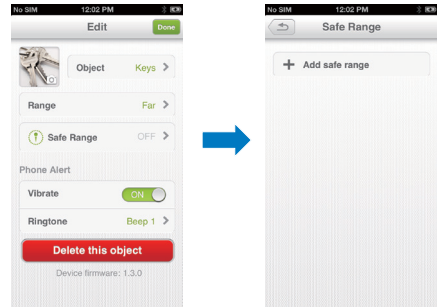 No SIM 12:02 PM
Edit Done
Object Keys
Range Far
Safe Range OFF
Phone Alert
Vibrate ON
Ringtone Beep 1
Delete this object
Device firmware: 1.3.0
No SIM 12:02 PM
Safe Range
Add safe range